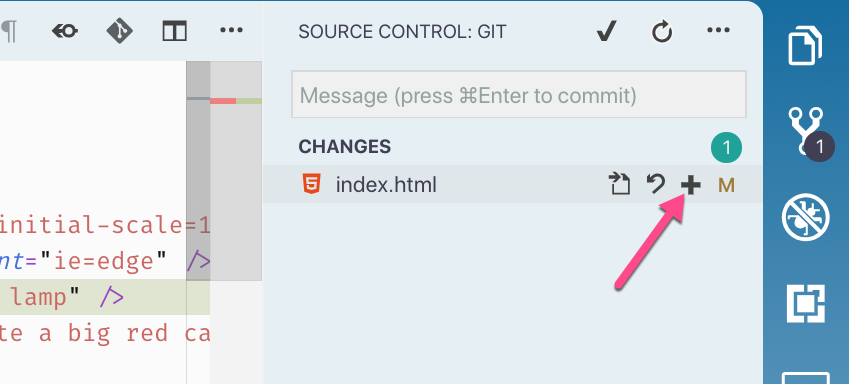 SOURCE CONTROL: GIT
Message (press ⌘Enter to commit)
CHANGES
1
index.html
M
1
initial-scale=1
nt="ie=edge" />
lamp" />
te a big red ca